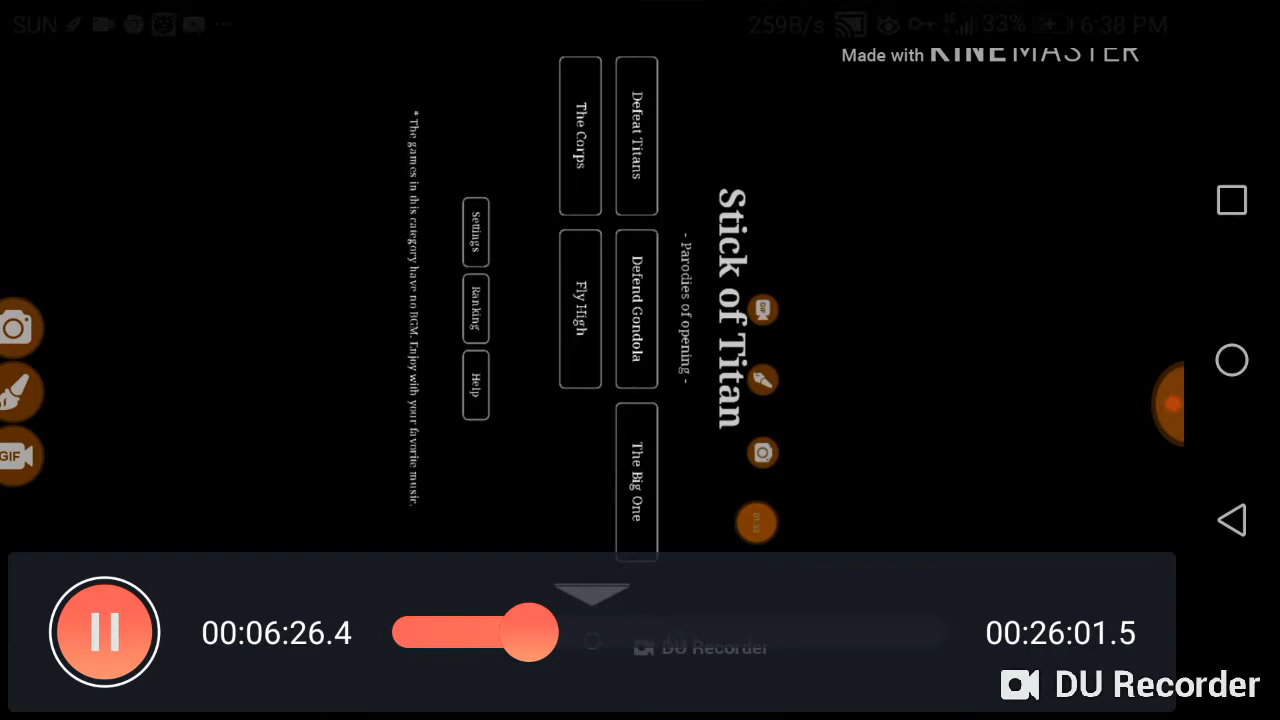 SUN
259B/s 33% 6:38 PM
Made with KINEMASTER
Stick of Titan
- Parodies of opening -
Defeat Titans
Defend Gondola
The Big One
The Corps
Fly High
Settings
Ranking
Help
* The games in this category have no BGM. Enjoy with your favorite music.
GIF
GIF
00:06:26.4
00:26:01.5
DU Recorder
DU Recorder